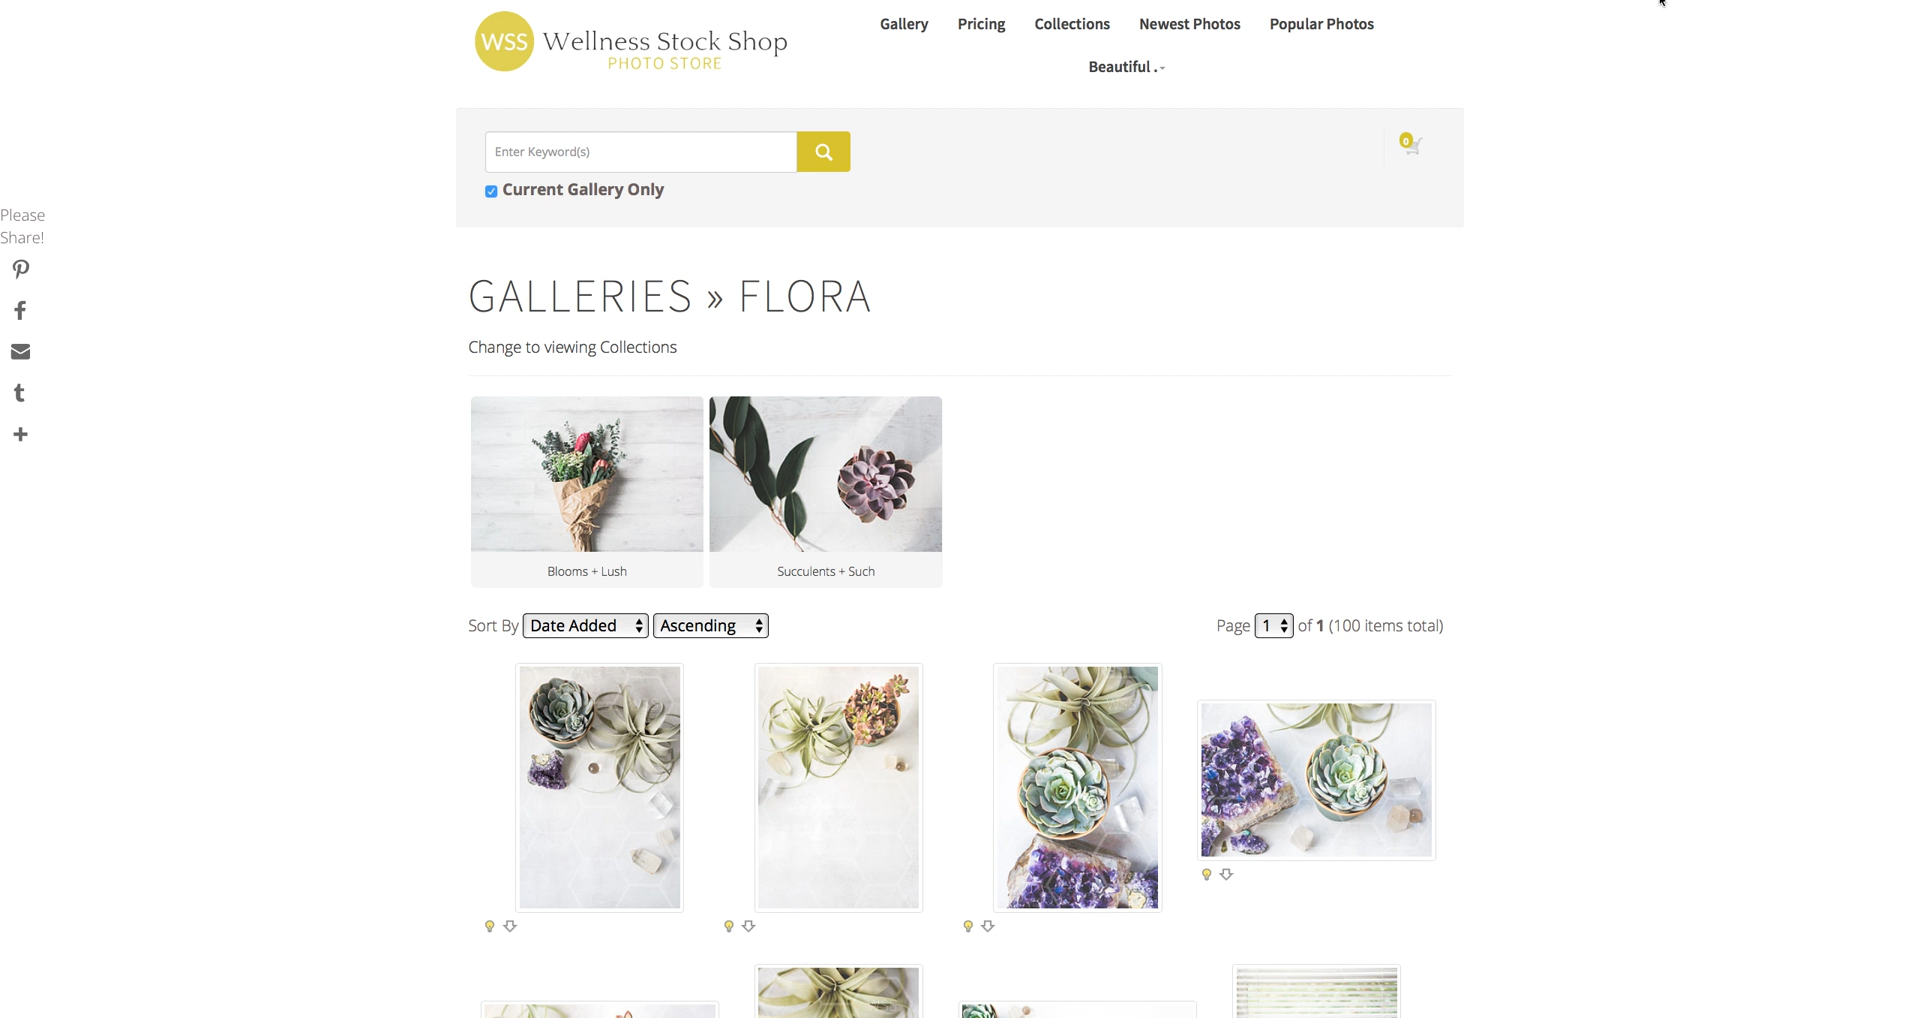 WSS Wellness Stock Shop
PHOTO STORE
Gallery Pricing Collections Newest Photos Popular Photos
Beautiful .
Enter Keyword(s)
0
Current Gallery Only
Please
Share!
GALLERIES » FLORA
Change to viewing Collections
Blooms + Lush Succulents + Such
Sort By Date Added Ascending Page 1 of 1 (100 items total)